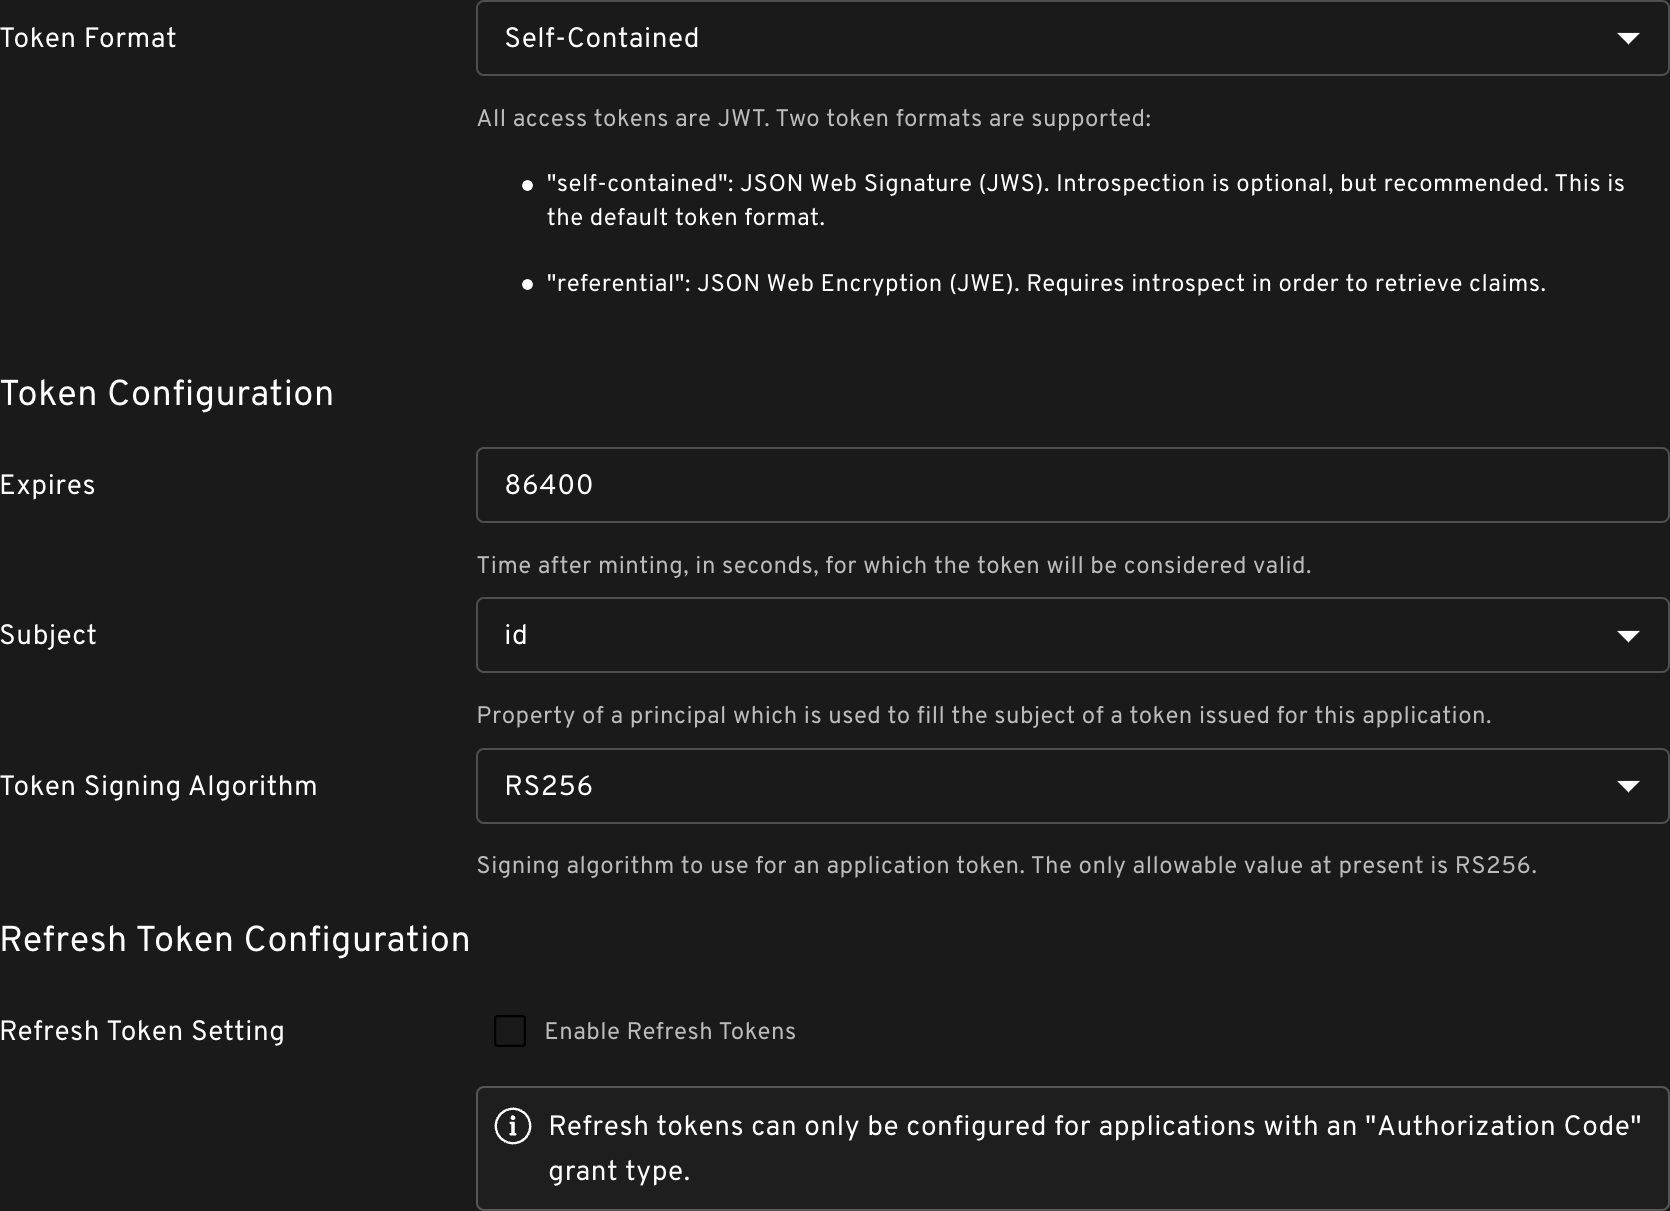 Token Format
Self-Contained
All access tokens are JWT. Two token formats are supported:
"self-contained": JSON Web Signature (JWS). Introspection is optional, but recommended. This is
the default token format.
"referential": JSON Web Encryption (JWE). Requires introspect in order to retrieve claims.
Token Configuration
Expires
86400
Time after minting, in seconds, for which the token will be considered valid.
Subject
id
Property of a principal which is used to fill the subject of a token issued for this application.
Token Signing Algorithm
RS256
Signing algorithm to use for an application token. The only allowable value at present is RS256.
Refresh Token Configuration
Refresh Token Setting
Enable Refresh Tokens
Refresh tokens can only be configured for applications with an "Authorization Code"
grant type.